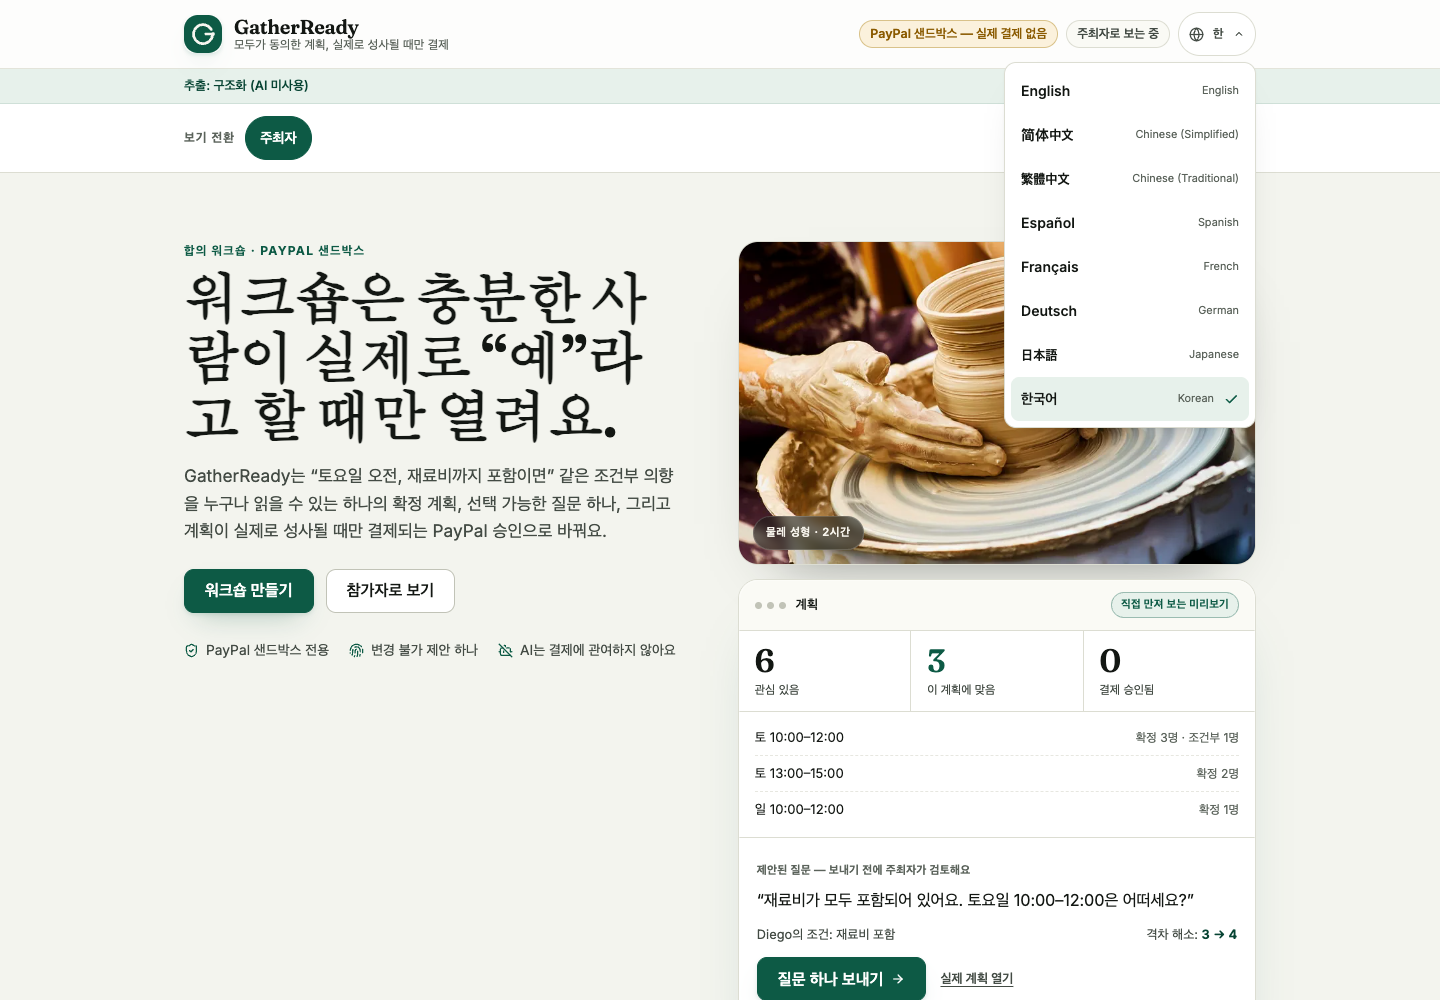 GatherReady
모두가 동의한 계획, 실제로 성사될 때만 결제
PayPal 샌드박스 — 실제 결제 없음
주최자로 보는 중
한
추출: 구조화 (AI 미사용)
보기 전환
주최자
English English
简体中文 Chinese (Simplified)
繁體中文 Chinese (Traditional)
Español Spanish
Français French
Deutsch German
日本語 Japanese
한국어 Korean
합의 워크숍 · PAYPAL 샌드박스
워크숍은 충분한 사
람이 실제로 “예”라
고 할 때만 열려요.
GatherReady는 “토요일 오전, 재료비까지 포함이면” 같은 조건부 의향
을 누구나 읽을 수 있는 하나의 확정 계획, 선택 가능한 질문 하나, 그리고
계획이 실제로 성사될 때만 결제되는 PayPal 승인으로 바꿔요.
워크숍 만들기
참가자로 보기
PayPal 샌드박스 전용
변경 불가 제안 하나
AI는 결제에 관여하지 않아요
물레 성형 · 2시간
계획
직접 만져 보는 미리보기
6
관심 있음
3
이 계획에 맞음
0
결제 승인됨
토 10:00–12:00 확정 3명 · 조건부 1명
토 13:00–15:00 확정 2명
일 10:00–12:00 확정 1명
제안된 질문 — 보내기 전에 주최자가 검토해요
“재료비가 모두 포함되어 있어요. 토요일 10:00–12:00은 어떠세요?”
Diego의 조건: 재료비 포함
격차 해소: 3 → 4
질문 하나 보내기 →
실제 계획 열기